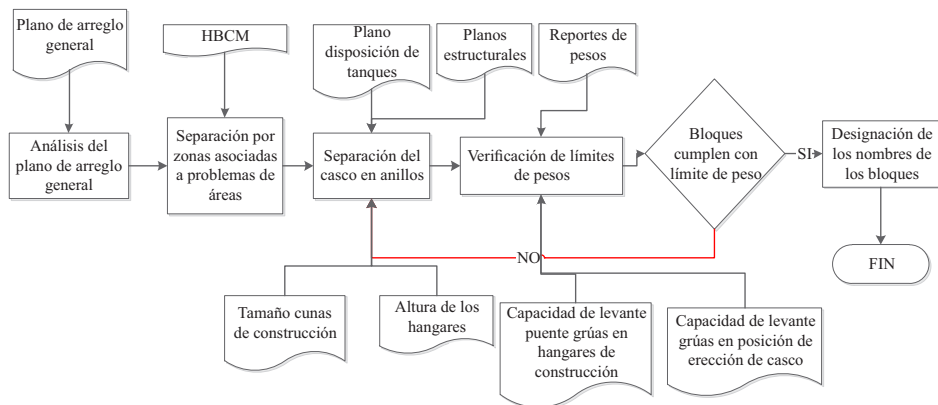 Plano de arreglo
general
HBCM
Plano
disposición de
tanques
Planos
estructurales
Reportes de
pesos
Análisis del
plano de arreglo
general
Separación por
zonas asociadas
a problemas de
áreas
Separación del
casco en anillos
Verificación de límites
de pesos
Bloques
cumplen con
límite de peso
SI
Designación de
los nombres de
los bloques
NO
FIN
Tamaño cunas
de construcción
Altura de los
hangares
Capacidad de levante
puente grúas en
hangares de
construcción
Capacidad de levante
grúas en posición de
erección de casco